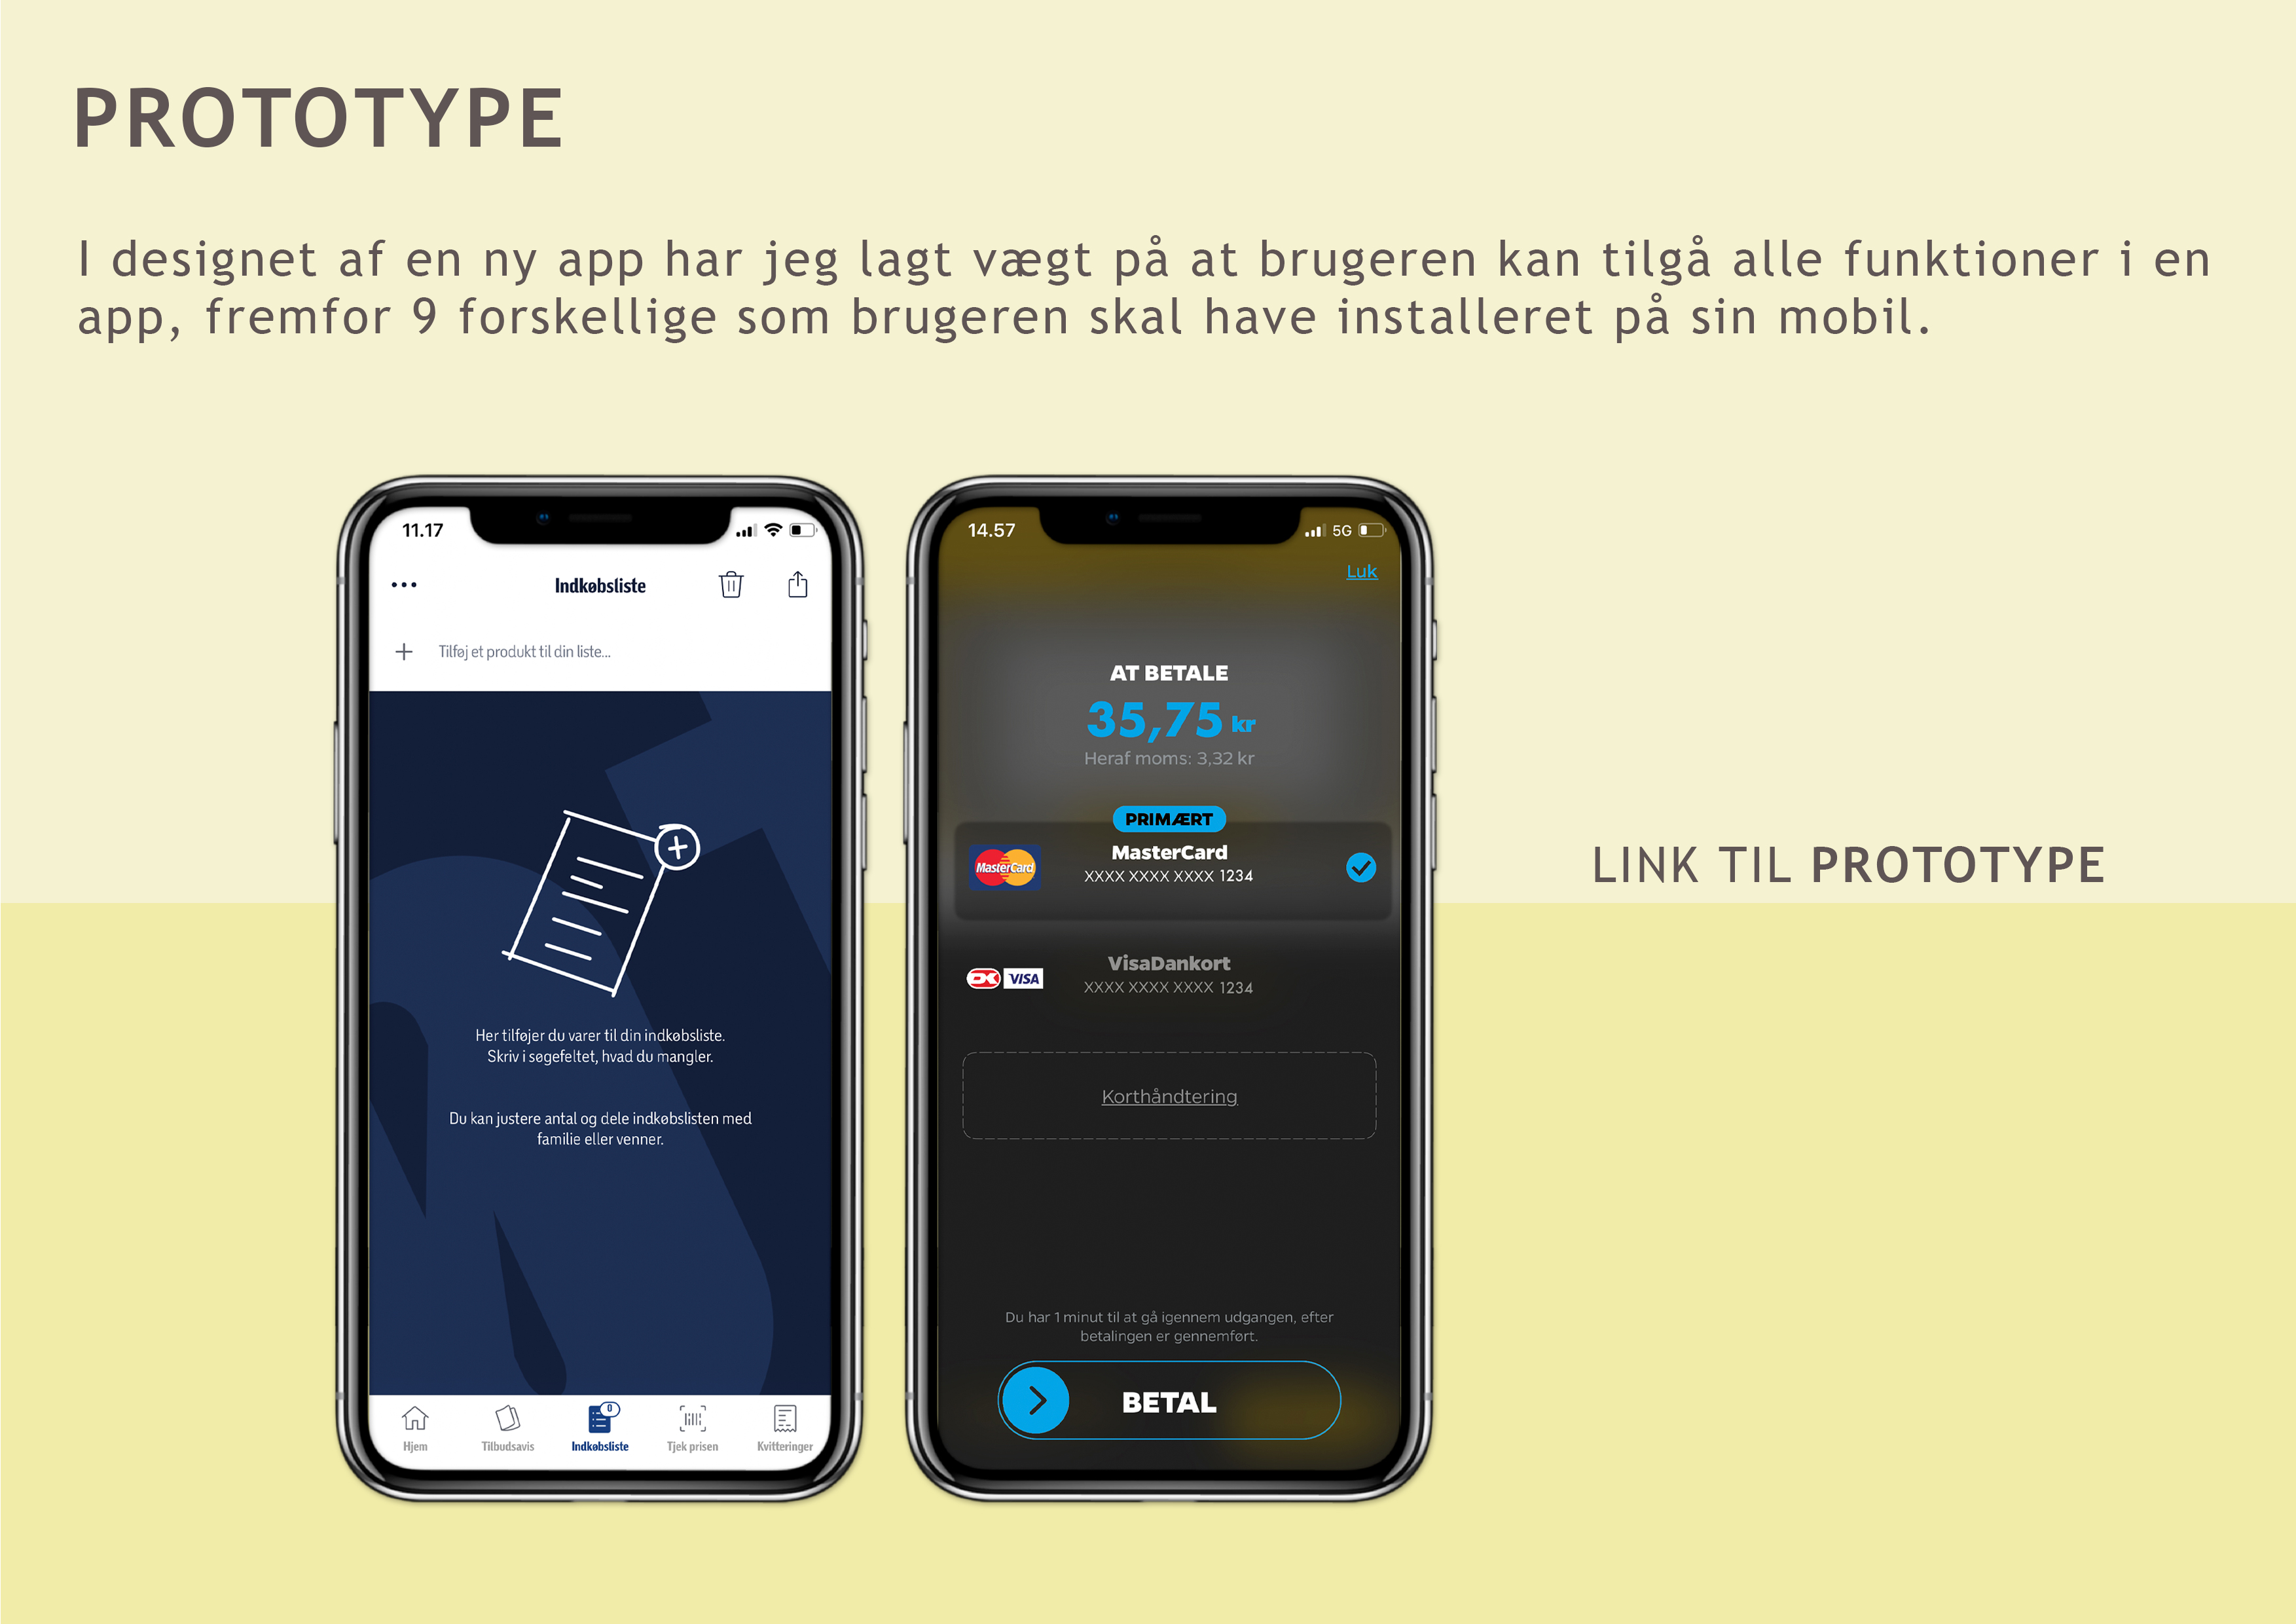 PROTOTYPE
I designet af en ny app har jeg lagt vægt på at brugeren kan tilgå alle funktioner i en
app, fremfor 9 forskellige som brugeren skal have installeret på sin mobil.
11.17
Indkøbsliste
Tilføj et produkt til din liste...
Her tilføjer du varer til din indkøbsliste.
Skriv i søgefeltet, hvad du mangler.
Du kan justere antal og dele indkøbslisten med
familie eller venner.
0
Hjem
Tilbudsavis
Indkøbsliste
Tjek prisen
Kvitteringer
14.57
5G
Luk
AT BETALE
35,75 kr
Heraf moms: 3,32 kr
PRIMÆRT
MasterCard
MasterCard
XXXX XXXX XXXX 1234
VisaDankort
VISA
XXXX XXXX XXXX 1234
Korthåndtering
Du har 1 minut til at gå igennem udgangen, efter
betalingen er gennemført.
BETAL
LINK TIL PROTOTYPE